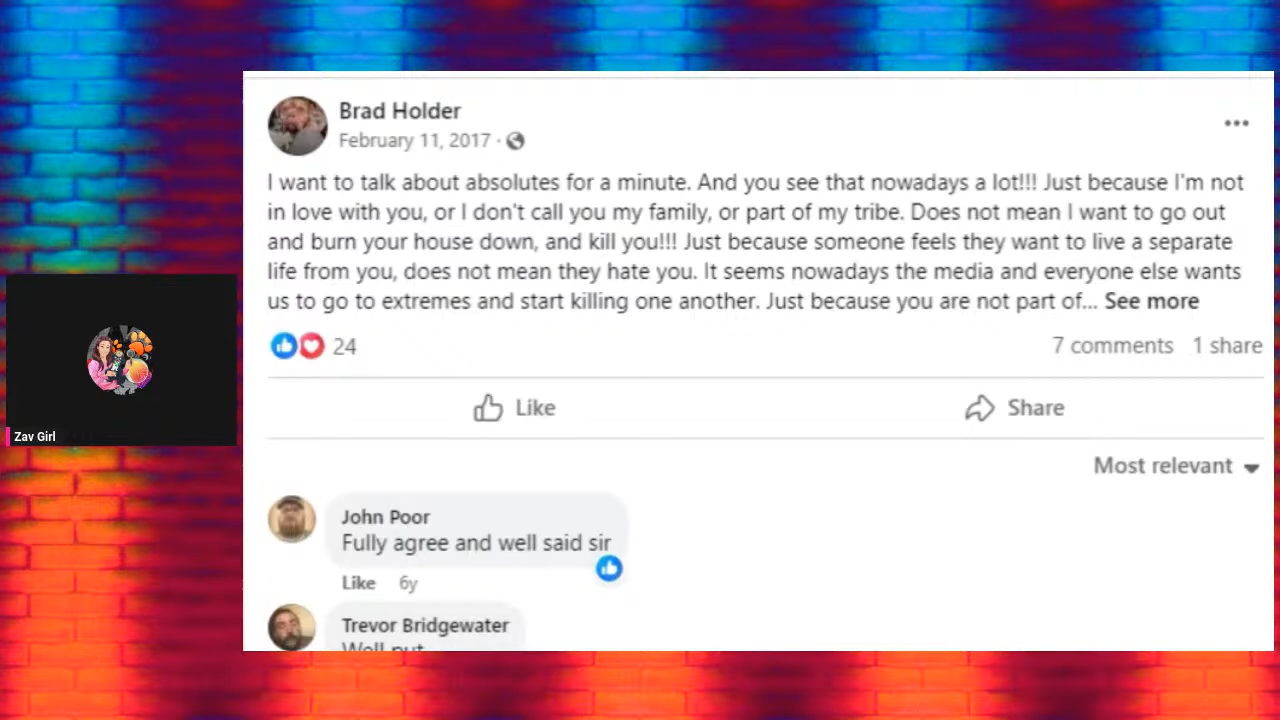 Brad Holder
February 11, 2017 ·
I want to talk about absolutes for a minute. And you see that nowadays a lot!!! Just because I'm not
in love with you, or I don't call you my family, or part of my tribe. Does not mean I want to go out
and burn your house down, and kill you!!! Just because someone feels they want to live a separate
life from you, does not mean they hate you. It seems nowadays the media and everyone else wants
us to go to extremes and start killing one another. Just because you are not part of... See more
24
7 comments 1 share
Like
Share
Most relevant
John Poor
Fully agree and well said sir
Like 6y
Trevor Bridgewater
Well put
Zav Girl